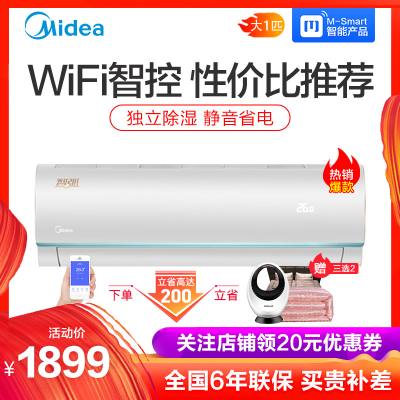 Midea
大1匹
M-Smart
智能产品
WiFi智控 性价比推荐
独立除湿 静音省电
热销
爆款
26.0
Midea
赠 三选2
下单
立省高达
200
立省
活动价
¥1899
关注店铺领20元优惠券
全国6年联保 买贵补差